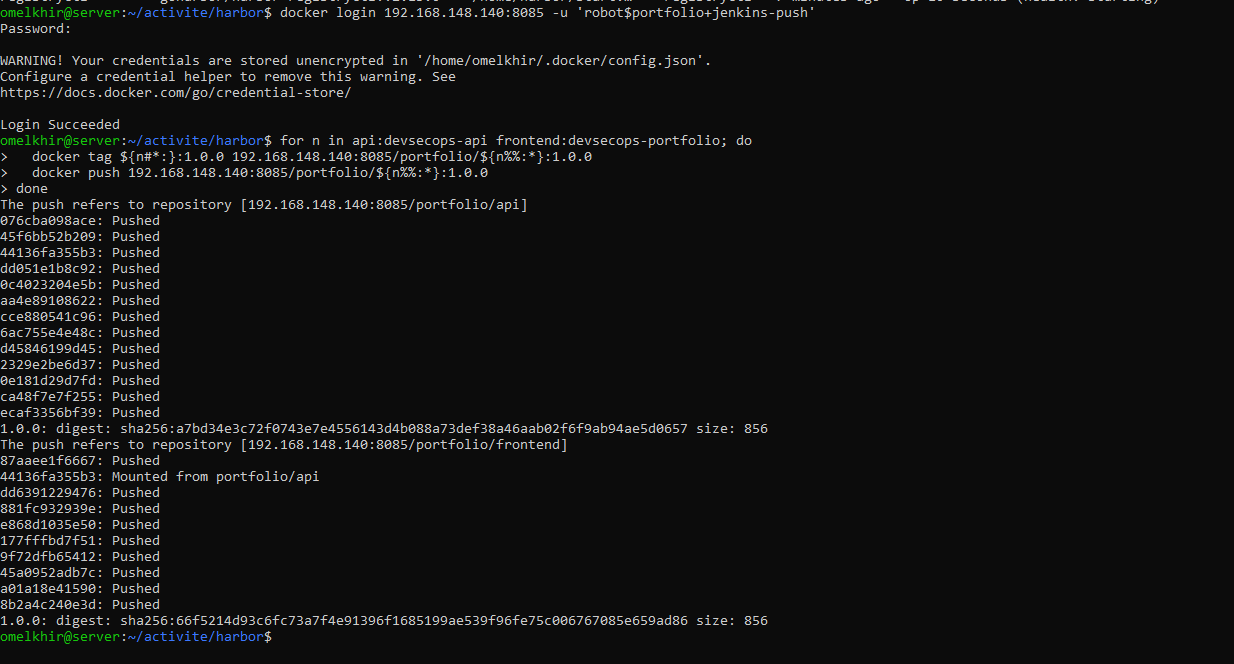 omelkhir@server:~/activite/harbor$ docker login 192.168.148.140:8085 -u 'robot$portfolio+jenkins-push'
Password:

WARNING! Your credentials are stored unencrypted in '/home/omelkhir/.docker/config.json'.
Configure a credential helper to remove this warning. See
https://docs.docker.com/go/credential-store/

Login Succeeded
omelkhir@server:~/activite/harbor$ for n in api:devsecops-api frontend:devsecops-portfolio; do
>   docker tag ${n#*:}:1.0.0 192.168.148.140:8085/portfolio/${n%%:*}:1.0.0
>   docker push 192.168.148.140:8085/portfolio/${n%%:*}:1.0.0
> done
The push refers to repository [192.168.148.140:8085/portfolio/api]
076cba098ace: Pushed
45f6bb52b209: Pushed
44136fa355b3: Pushed
dd051e1b8c92: Pushed
0c4023204e5b: Pushed
aa4e89108622: Pushed
cce880541c96: Pushed
6ac755e4e48c: Pushed
d45846199d45: Pushed
2329e2be6d37: Pushed
0e181d29d7fd: Pushed
ca48f7e7f255: Pushed
ecaf3356bf39: Pushed
1.0.0: digest: sha256:a7bd34e3c72f0743e7e4556143d4b088a73def38a46aab02f6f9ab94ae5d0657 size: 856
The push refers to repository [192.168.148.140:8085/portfolio/frontend]
87aaee1f6667: Pushed
44136fa355b3: Mounted from portfolio/api
dd6391229476: Pushed
881fc932939e: Pushed
e868d1035e50: Pushed
177fffbd7f51: Pushed
9f72dfb65412: Pushed
45a0952adb7c: Pushed
a01a18e41590: Pushed
8b2a4c240e3d: Pushed
1.0.0: digest: sha256:66f5214d93c6fc73a7f4e91396f1685199ae539f96fe75c006767085e659ad86 size: 856
omelkhir@server:~/activite/harbor$